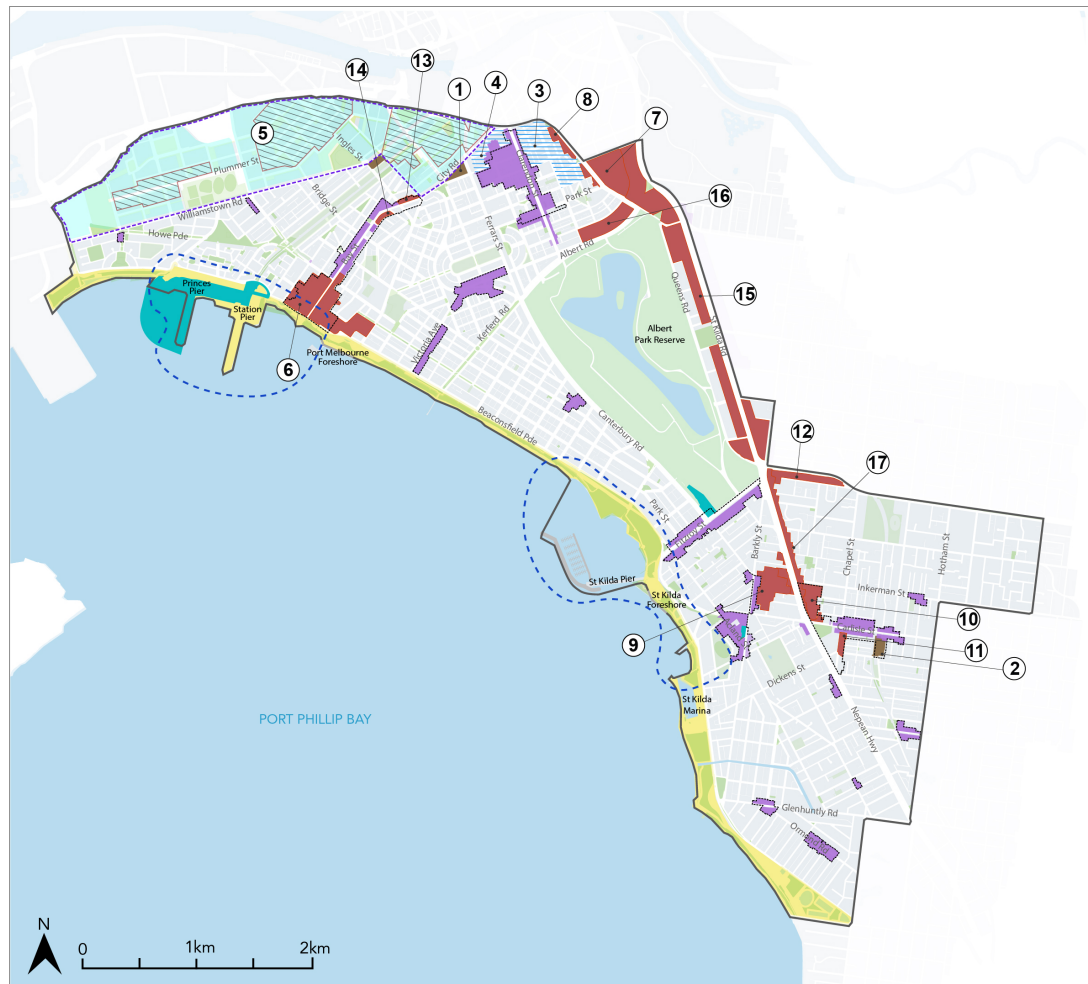 13
14
1
4
3
8
7
5
Ingles St
City Rd
Plummer St
Bridge St
Park St
16
Williamstown Rd
Ferrars St
Howe Pde
Albert Rd
Princes
Pier
Queens Rd
15
Station
Pier
Kerferd Rd
St Kilda Rd
Albert
Park Reserve
Victoria Ave
6
Port Melbourne
Foreshore
Beaconsfield Pde
Canterbury Rd
12
17
Park St
Barkly St
Chapel St
Hotham St
St Kilda Pier
Inkerman St
St Kilda
Foreshore
10
9
Carlisle St
11
2
Dickens St
St Kilda
Marina
PORT PHILLIP BAY
Nepean Hwy
Glenhuntly Rd
N
0
1km
2km